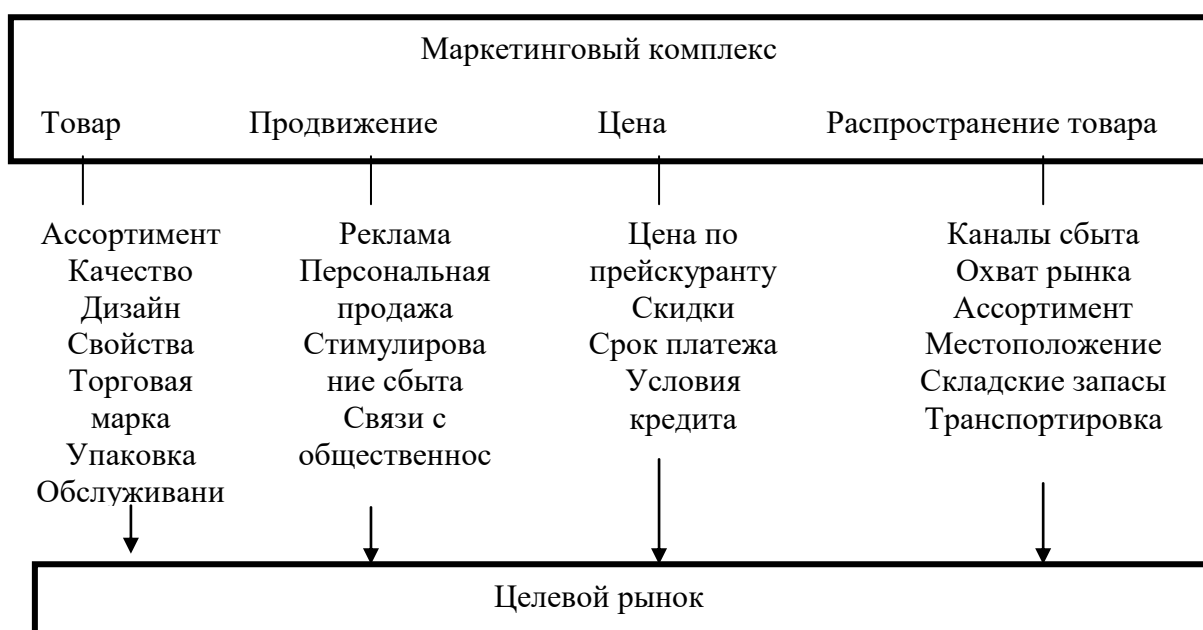 Маркетинговый комплекс
Товар Продвижение Цена Распространение товара
Ассортимент
Качество
Дизайн
Свойства
Торговая
марка
Упаковка
Обслуживани
Реклама
Персональная
продажа
Стимулирова
ние сбыта
Связи с
общественнос
Цена по
прейскуранту
Скидки
Срок платежа
Условия
кредита
Каналы сбыта
Охват рынка
Ассортимент
Местоположение
Складские запасы
Транспортировка
Целевой рынок